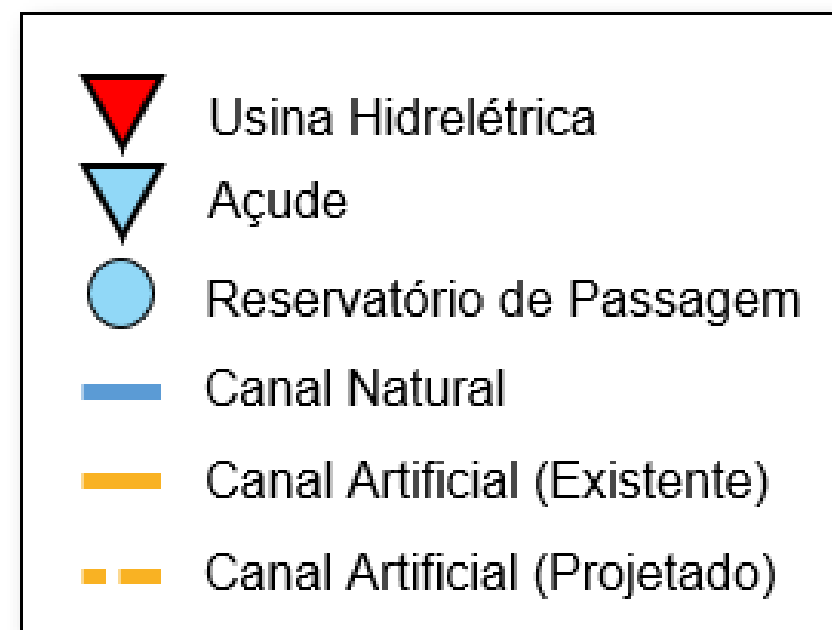 Usina Hidrelétrica
Açude
Reservatório de Passagem
Canal Natural
Canal Artificial (Existente)
Canal Artificial (Projetado)